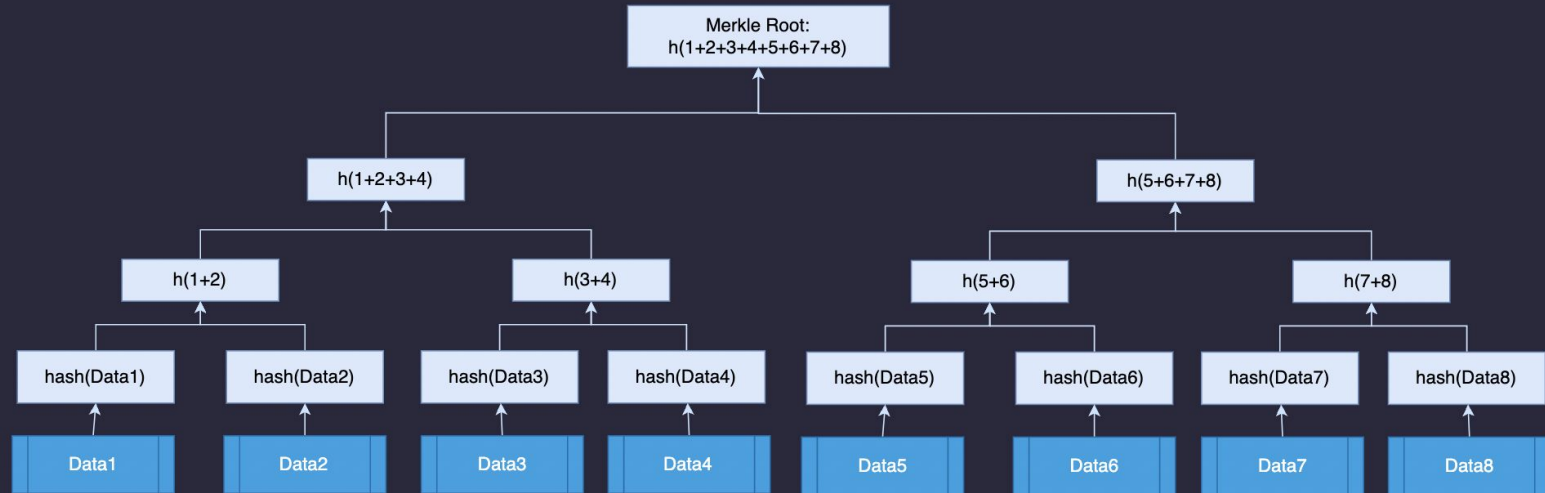 Merkle Root:
h(1+2+3+4+5+6+7+8)
h(1+2+3+4)
h(5+6+7+8)
h(1+2)
h(3+4)
h(5+6)
h(7+8)
hash(Data1)
hash(Data2)
hash(Data3)
hash(Data4)
hash(Data5)
hash(Data6)
hash(Data7)
hash(Data8)
Data1
Data2
Data3
Data4
Data5
Data6
Data7
Data8